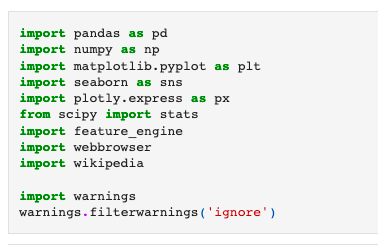 import pandas as pd
import numpy as np
import matplotlib.pyplot as plt
import seaborn as sns
import plotly.express as px
from scipy import stats
import feature_engine
import webbrowser
import wikipedia

import warnings
warnings.filterwarnings('ignore')